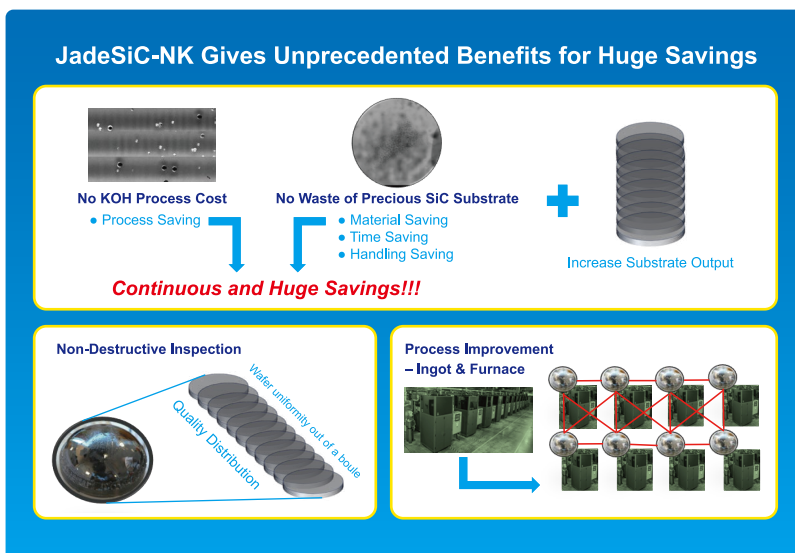 JadeSiC-NK Gives Unprecedented Benefits for Huge Savings
No KOH Process Cost
● Process Saving
No Waste of Precious SiC Substrate
● Material Saving
● Time Saving
● Handling Saving
Increase Substrate Output
Continuous and Huge Savings!!!
Non-Destructive Inspection
Wafer uniformity out of a boule
Quality Distribution
Process Improvement
– Ingot & Furnace